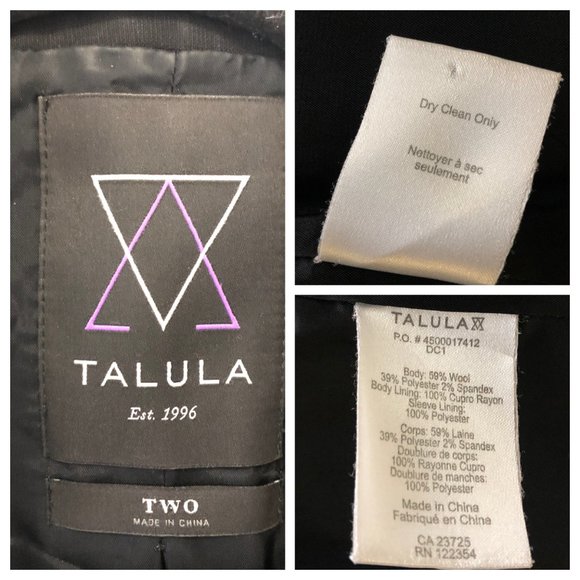 TALULA
Est. 1996
TWO
MADE IN CHINA
Dry Clean Only
Nettoyer à sec
seulement
TALULA
P.O. # 4500017412
DC1
Body: 59% Wool
39% Polyester 2% Spandex
Body Lining: 100% Cupro Rayon
Sleeve Lining:
100% Polyester
Corps: 59% Laine
39% Polyester 2% Spandex
Doublure de corps:
100% Rayonne Cupro
Doublure de manches:
100% Polyester
Made in China
Fabriqué en China
CA 23725
RN 122354